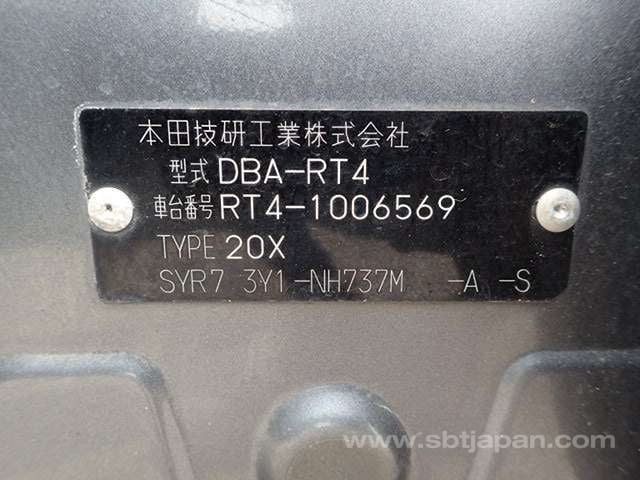 本田技研工業株式会社
型式 DBA-RT4
車台番号 RT4-1006569
TYPE 20X
SYR7 3Y1-NH737M -A -S
www.sbtjapan.com